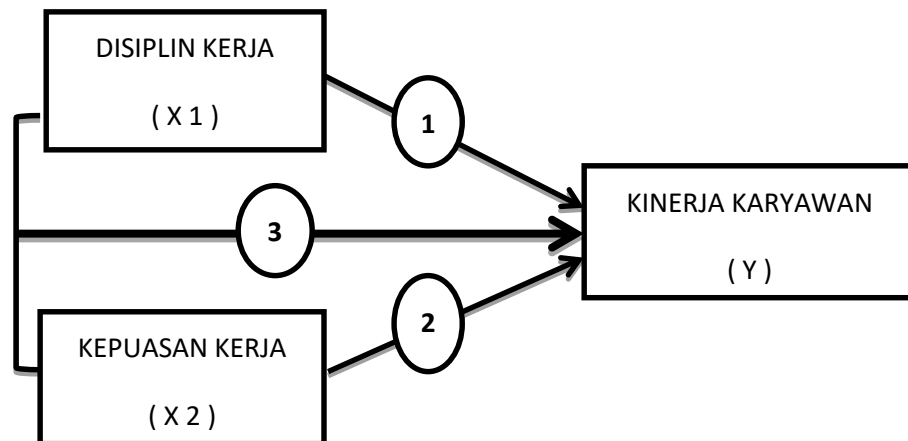 DISIPLIN KERJA
( X 1 )
1
KINERJA KARYAWAN
( Y )
3
KEPUASAN KERJA
( X 2 )
2